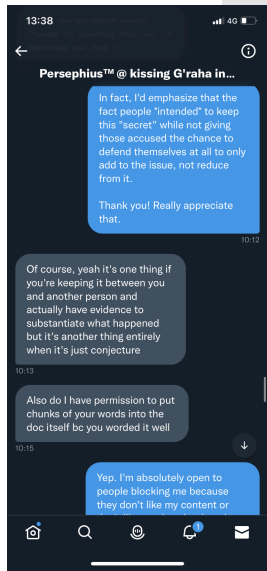 13:38
4G
Persephius™ @ kissing G'raha in...
In fact, I'd emphasize that the
fact people "intended" to keep
this "secret" while not giving
those accused the chance to
defend themselves at all to only
add to the issue, not reduce
from it.
Thank you! Really appreciate
that.
10:12
Of course, yeah it's one thing if
you're keeping it between you
and another person and
actually have evidence to
substantiate what happened
but it's another thing entirely
when it's just conjecture
10:13
Also do I have permission to put
chunks of your words into the
doc itself bc you worded it well
10:15
Yep. I'm absolutely open to
people blocking me because
they don't like my content or
1